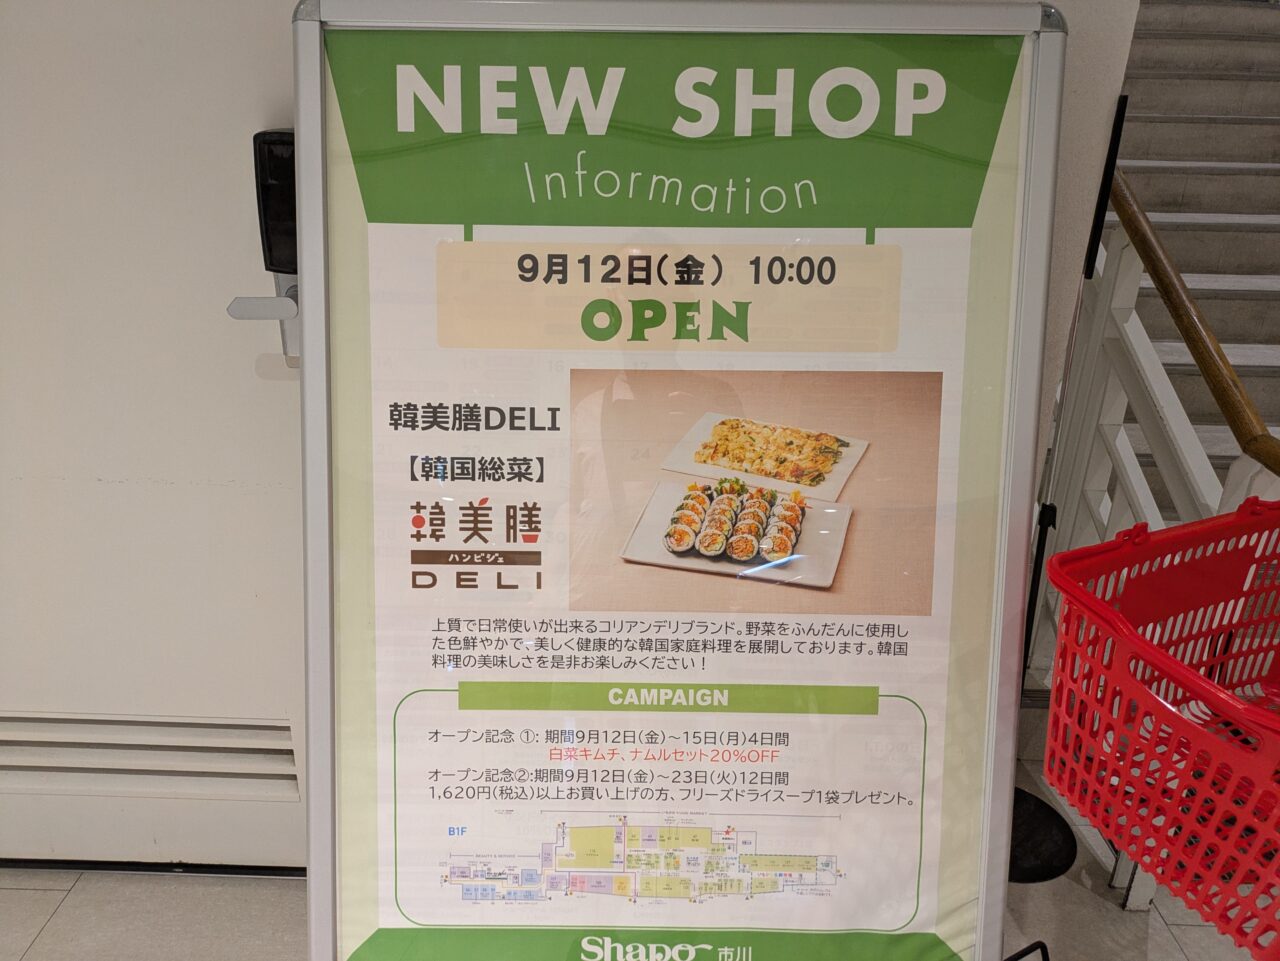 NEW SHOP
Information
9月12日(金) 10:00
OPEN
韓美膳DELI
【韓国総菜】
韓美膳
ハンビジェ
DELI
上質で日常使いが出来るコリアンデリブランド。野菜をふんだんに使用し
た色鮮やかで、美しく健康的な韓国家庭料理を展開しております。韓国
料理の美味しさを是非お楽しみください！
CAMPAIGN
オープン記念 ①: 期間9月12日(金)～15日(月)4日間
白菜キムチ、ナムルセット20%OFF
オープン記念②:期間9月12日(金)～23日(火)12日間
1,620円(税込)以上お買い上げの方、フリーズドライスープ1袋プレゼント。
B1F
BEAUTY & SERVICE
Shapo 市川